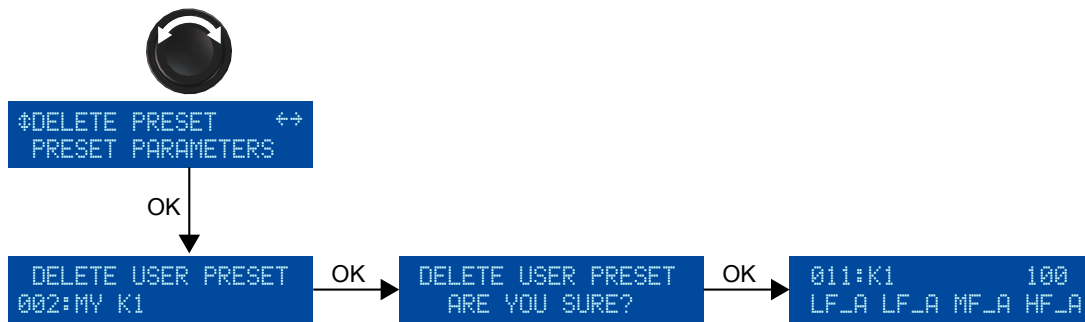 ↕DELETE PRESET ←→
PRESET PARAMETERS
OK
DELETE USER PRESET
002:MY K1
OK
DELETE USER PRESET
ARE YOU SURE?
OK
011:K1 100
LF_A LF_A MF_A HF_A